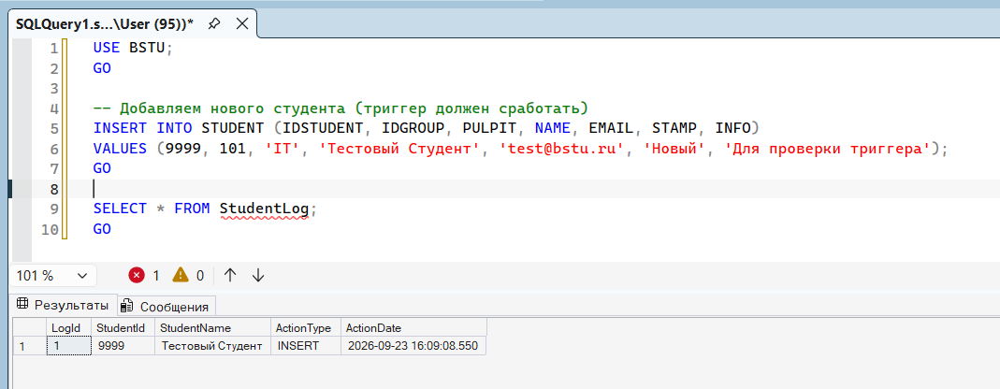 SQLQuery1.s...\User (95))*
1 USE BSTU;
2 GO
3
4 -- Добавляем нового студента (триггер должен сработать)
5 INSERT INTO STUDENT (IDSTUDENT, IDGROUP, PULPIT, NAME, EMAIL, STAMP, INFO)
6 VALUES (9999, 101, 'IT', 'Тестовый Студент', 'test@bstu.ru', 'Новый', 'Для проверки триггера');
7 GO
8
9 SELECT * FROM StudentLog;
10 GO
101 % 1 0
Результаты Сообщения
LogId StudentId StudentName ActionType ActionDate
1 1 9999 Тестовый Студент INSERT 2026-09-23 16:09:08.550